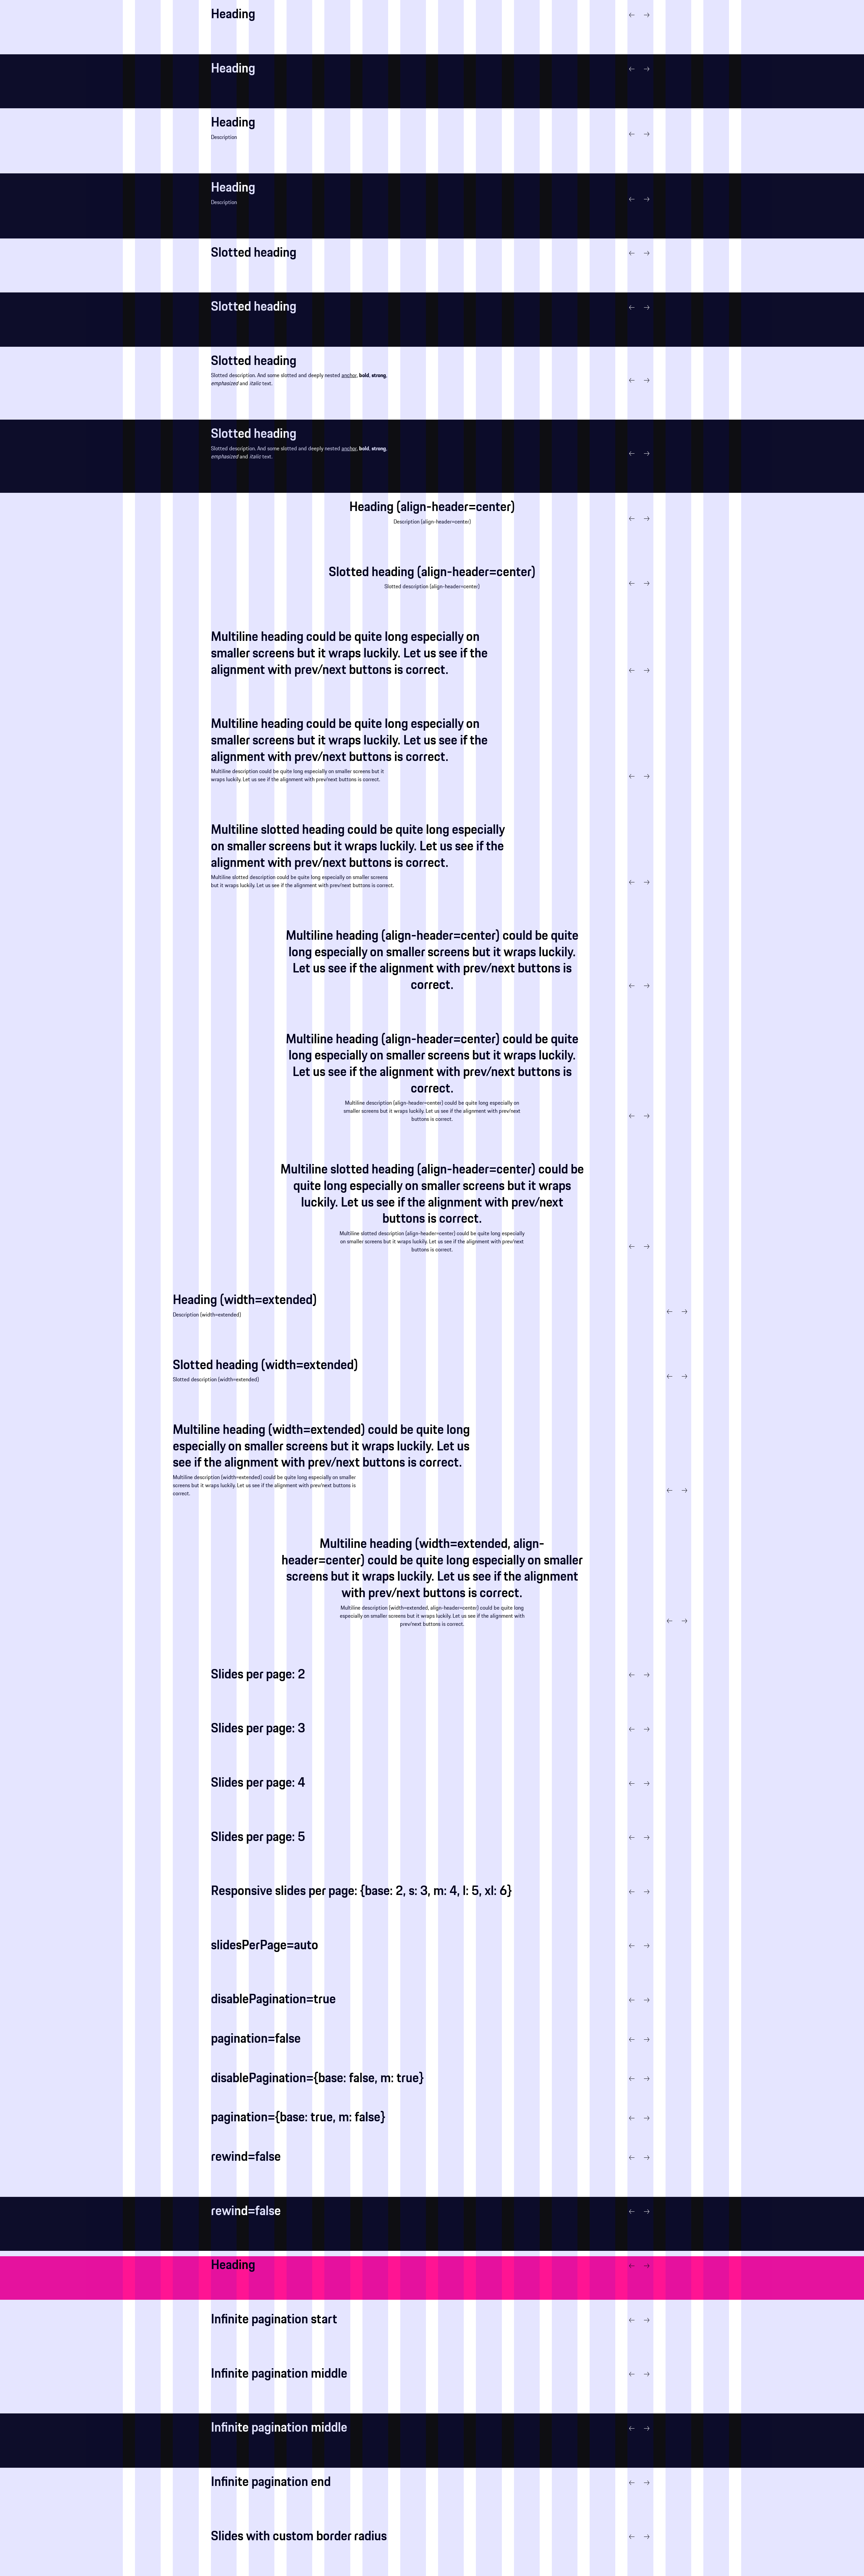 Heading
Heading
Heading
Description
Heading
Description
Slotted heading
Slotted heading
Slotted heading
Slotted description. And some slotted and deeply nested anchor, bold, strong,
emphasized and italic text.
Slotted heading
Slotted description. And some slotted and deeply nested anchor, bold, strong,
emphasized and italic text.
Heading (align-header=center)
Description (align-header=center)
Slotted heading (align-header=center)
Slotted description (align-header=center)
Multiline heading could be quite long especially on
smaller screens but it wraps luckily. Let us see if the
alignment with prev/next buttons is correct.
Multiline heading could be quite long especially on
smaller screens but it wraps luckily. Let us see if the
alignment with prev/next buttons is correct.
Multiline description could be quite long especially on smaller screens but it
wraps luckily. Let us see if the alignment with prev/next buttons is correct.
Multiline slotted heading could be quite long especially
on smaller screens but it wraps luckily. Let us see if the
alignment with prev/next buttons is correct.
Multiline slotted description could be quite long especially on smaller screens
but it wraps luckily. Let us see if the alignment with prev/next buttons is correct.
Multiline heading (align-header=center) could be quite
long especially on smaller screens but it wraps luckily.
Let us see if the alignment with prev/next buttons is
correct.
Multiline heading (align-header=center) could be quite
long especially on smaller screens but it wraps luckily.
Let us see if the alignment with prev/next buttons is
correct.
Multiline description (align-header=center) could be quite long especially on
smaller screens but it wraps luckily. Let us see if the alignment with prev/next
buttons is correct.
Multiline slotted heading (align-header=center) could be
quite long especially on smaller screens but it wraps
luckily. Let us see if the alignment with prev/next
buttons is correct.
Multiline slotted description (align-header=center) could be quite long especially
on smaller screens but it wraps luckily. Let us see if the alignment with prev/next
buttons is correct.
Heading (width=extended)
Description (width=extended)
Slotted heading (width=extended)
Slotted description (width=extended)
Multiline heading (width=extended) could be quite long
especially on smaller screens but it wraps luckily. Let us
see if the alignment with prev/next buttons is correct.
Multiline description (width=extended) could be quite long especially on smaller
screens but it wraps luckily. Let us see if the alignment with prev/next buttons is
correct.
Multiline heading (width=extended, align-
header=center) could be quite long especially on smaller
screens but it wraps luckily. Let us see if the alignment
with prev/next buttons is correct.
Multiline description (width=extended, align-header=center) could be quite long
especially on smaller screens but it wraps luckily. Let us see if the alignment with
prev/next buttons is correct.
Slides per page: 2
Slides per page: 3
Slides per page: 4
Slides per page: 5
Responsive slides per page: {base: 2, s: 3, m: 4, l: 5, xl: 6}
slidesPerPage=auto
disablePagination=true
pagination=false
disablePagination={base: false, m: true}
pagination={base: true, m: false}
rewind=false
rewind=false
Heading
Infinite pagination start
Infinite pagination middle
Infinite pagination middle
Infinite pagination end
Slides with custom border radius